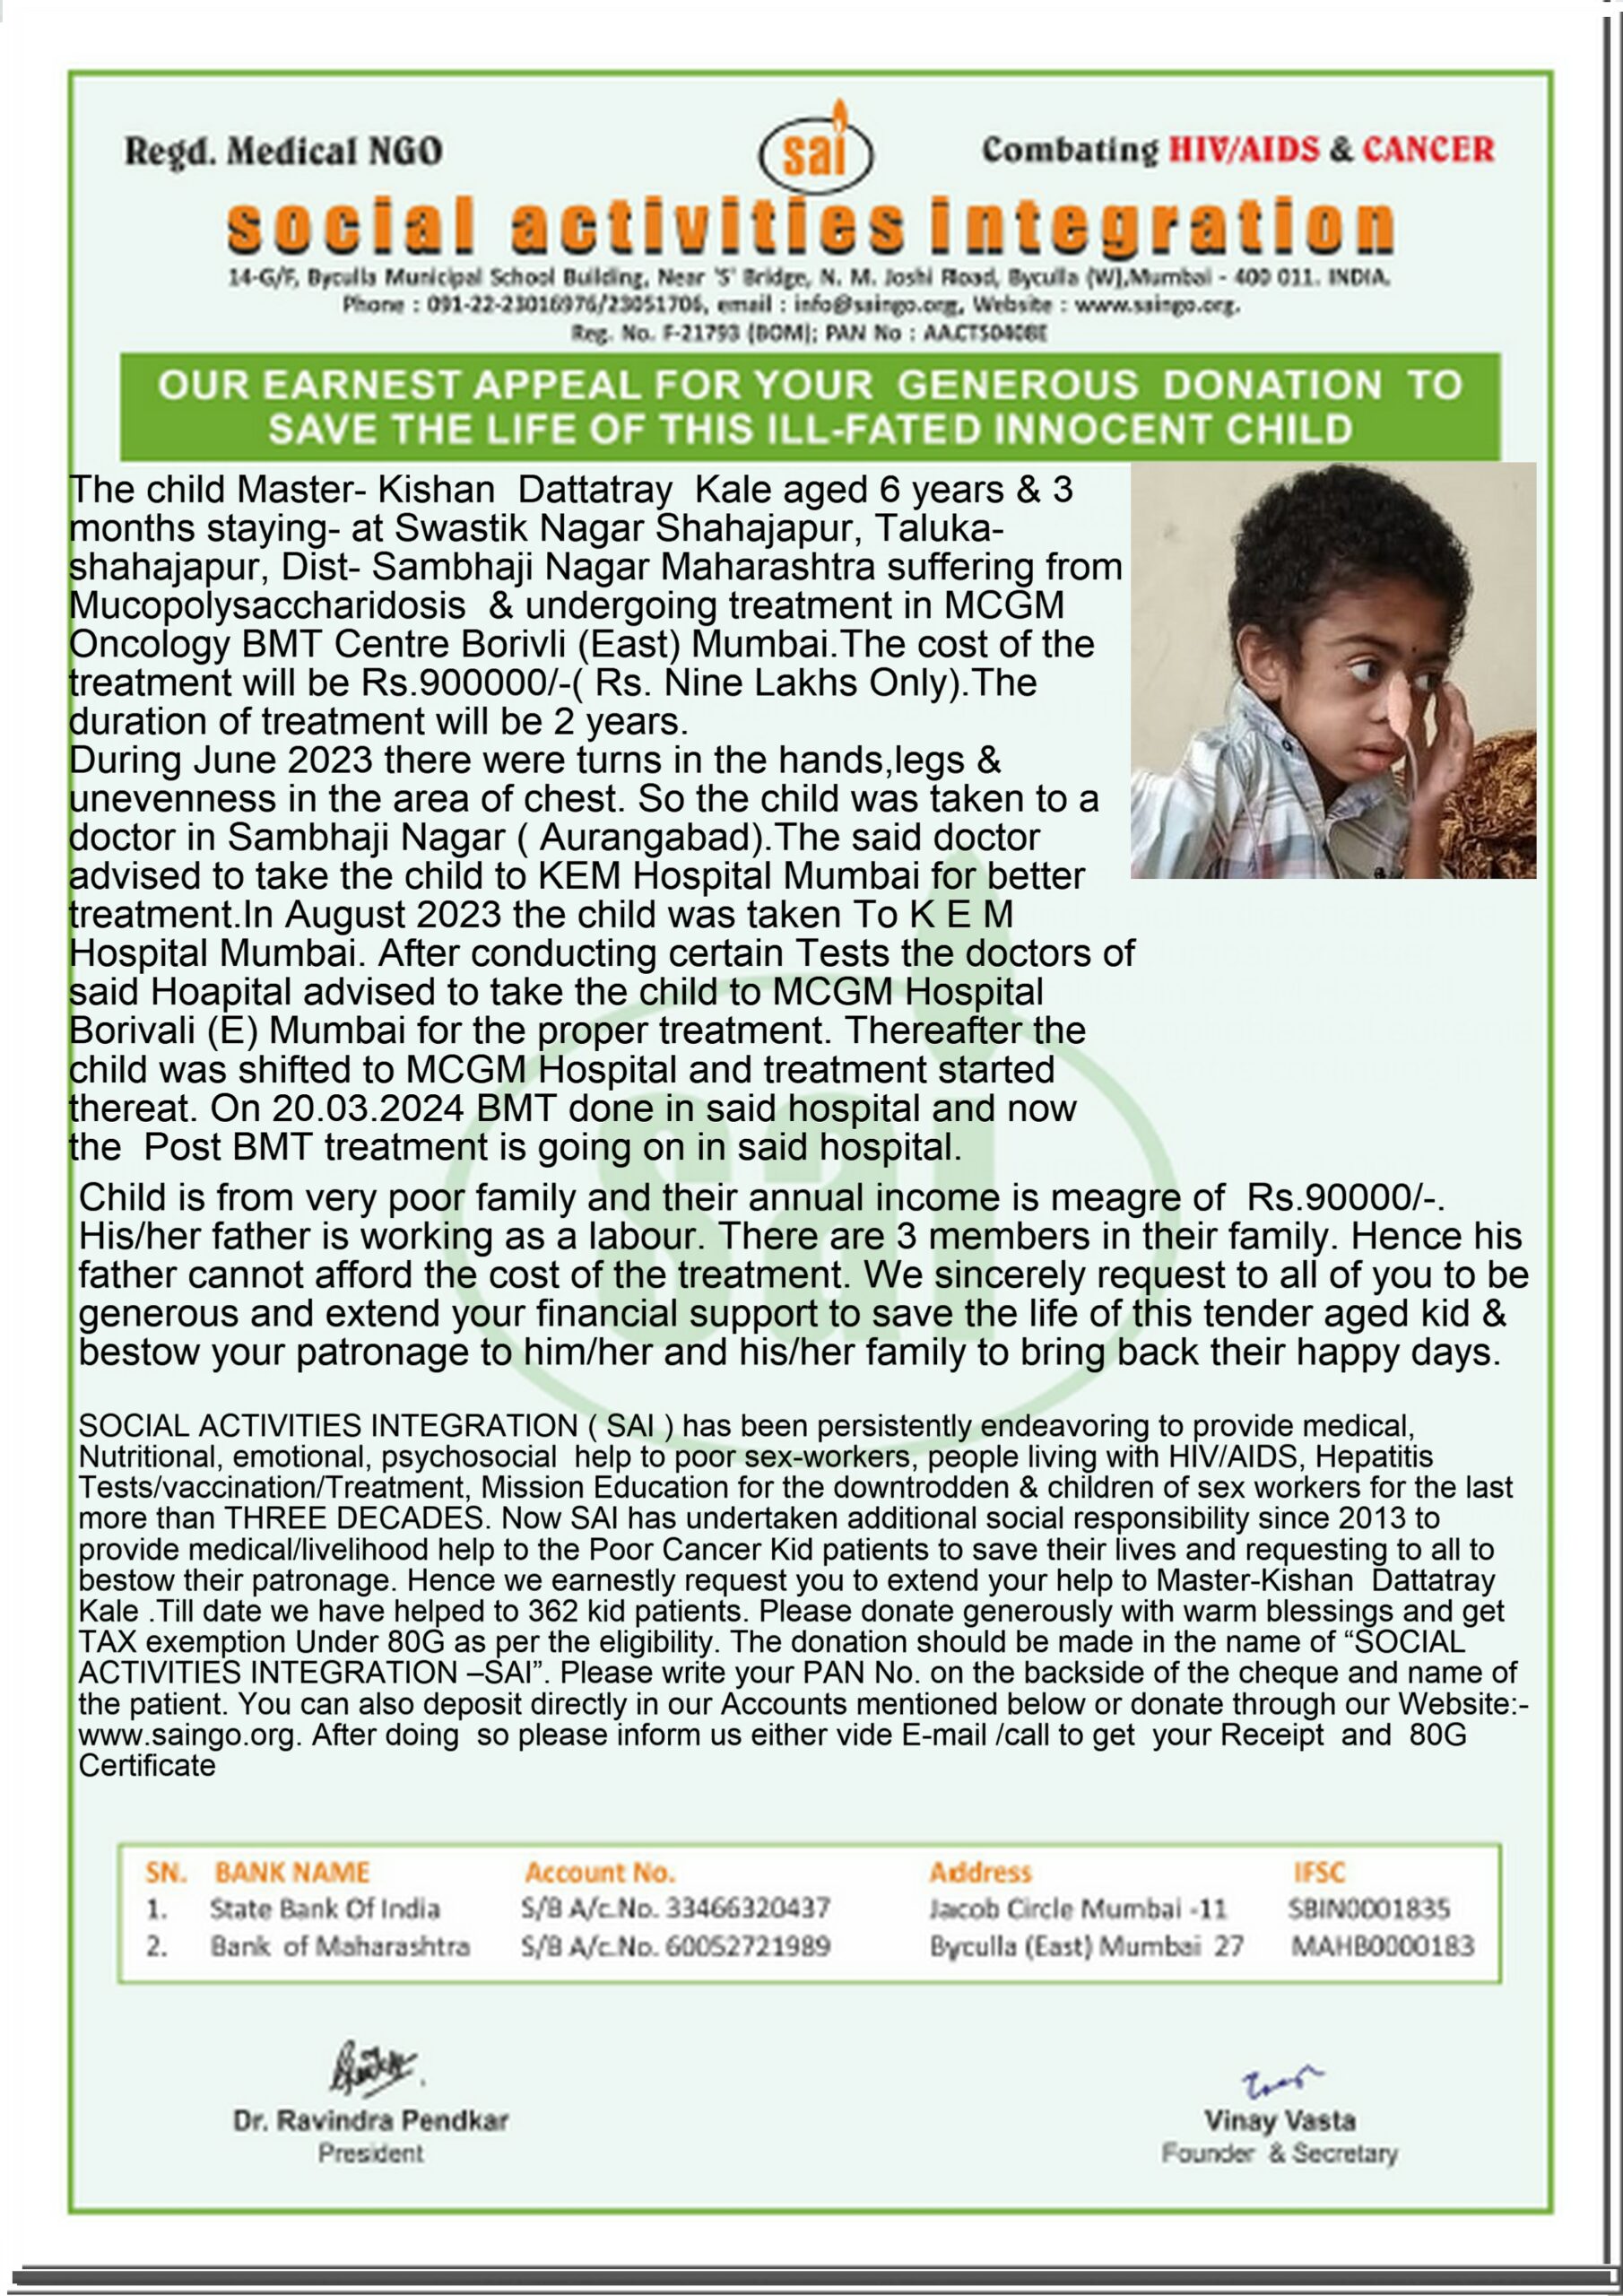 Regd. Medical NGO
sai
Combating HIV/AIDS & CANCER
social activities integration
14-G/F, Byculla Municipal School Building, Near 'S' Bridge, N. M. Joshi Road, Byculla (W),Mumbai - 400 011. INDIA.
Phone : 091-22-23016976/23051706, email : info@saingo.org, Website : www.saingo.org.
Reg. No. F-21793 (BOM); PAN No : AACTS0408E
OUR EARNEST APPEAL FOR YOUR GENEROUS DONATION TO
SAVE THE LIFE OF THIS ILL-FATED INNOCENT CHILD
The child Master- Kishan Dattatray Kale aged 6 years & 3
months staying- at Swastik Nagar Shahajapur, Taluka-
shahajapur, Dist- Sambhaji Nagar Maharashtra suffering from
Mucopolysaccharidosis & undergoing treatment in MCGM
Oncology BMT Centre Borivli (East) Mumbai.The cost of the
treatment will be Rs.900000/-( Rs. Nine Lakhs Only).The
duration of treatment will be 2 years.
During June 2023 there were turns in the hands,legs &
unevenness in the area of chest. So the child was taken to a
doctor in Sambhaji Nagar ( Aurangabad).The said doctor
advised to take the child to KEM Hospital Mumbai for better
treatment.In August 2023 the child was taken To K E M
Hospital Mumbai. After conducting certain Tests the doctors of
said Hoapital advised to take the child to MCGM Hospital
Borivali (E) Mumbai for the proper treatment. Thereafter the
child was shifted to MCGM Hospital and treatment started
thereat. On 20.03.2024 BMT done in said hospital and now
the Post BMT treatment is going on in said hospital.
Child is from very poor family and their annual income is meagre of Rs.90000/-.
His/her father is working as a labour. There are 3 members in their family. Hence his
father cannot afford the cost of the treatment. We sincerely request to all of you to be
generous and extend your financial support to save the life of this tender aged kid &
bestow your patronage to him/her and his/her family to bring back their happy days.
SOCIAL ACTIVITIES INTEGRATION ( SAI ) has been persistently endeavoring to provide medical,
Nutritional, emotional, psychosocial help to poor sex-workers, people living with HIV/AIDS, Hepatitis
Tests/vaccination/Treatment, Mission Education for the downtrodden & children of sex workers for the last
more than THREE DECADES. Now SAI has undertaken additional social responsibility since 2013 to
provide medical/livelihood help to the Poor Cancer Kid patients to save their lives and requesting to all to
bestow their patronage. Hence we earnestly request you to extend your help to Master-Kishan Dattatray
Kale .Till date we have helped to 362 kid patients. Please donate generously with warm blessings and get
TAX exemption Under 80G as per the eligibility. The donation should be made in the name of “SOCIAL
ACTIVITIES INTEGRATION –SAI”. Please write your PAN No. on the backside of the cheque and name of
the patient. You can also deposit directly in our Accounts mentioned below or donate through our Website:-
www.saingo.org. After doing so please inform us either vide E-mail /call to get your Receipt and 80G
Certificate
SN. BANK NAME Account No. Address IFSC
1. State Bank Of India S/B A/c.No. 33466320437 Jacob Circle Mumbai -11 SBIN0001835
2. Bank of Maharashtra S/B A/c.No. 60052721989 Byculla (East) Mumbai 27 MAHB0000183
Dr. Ravindra Pendkar
President
Vinay Vasta
Founder & Secretary